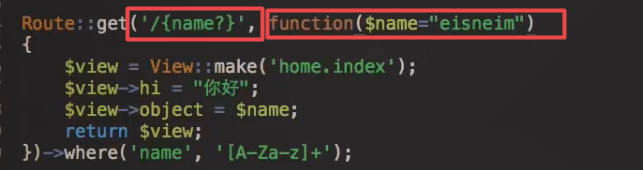 Route::get('/{name?}', function($name="eisneim")
{
    $view = View::make('home.index');
    $view->hi = "你好";
    $view->object = $name;
    return $view;
})->where('name', '[A-Za-z]+');